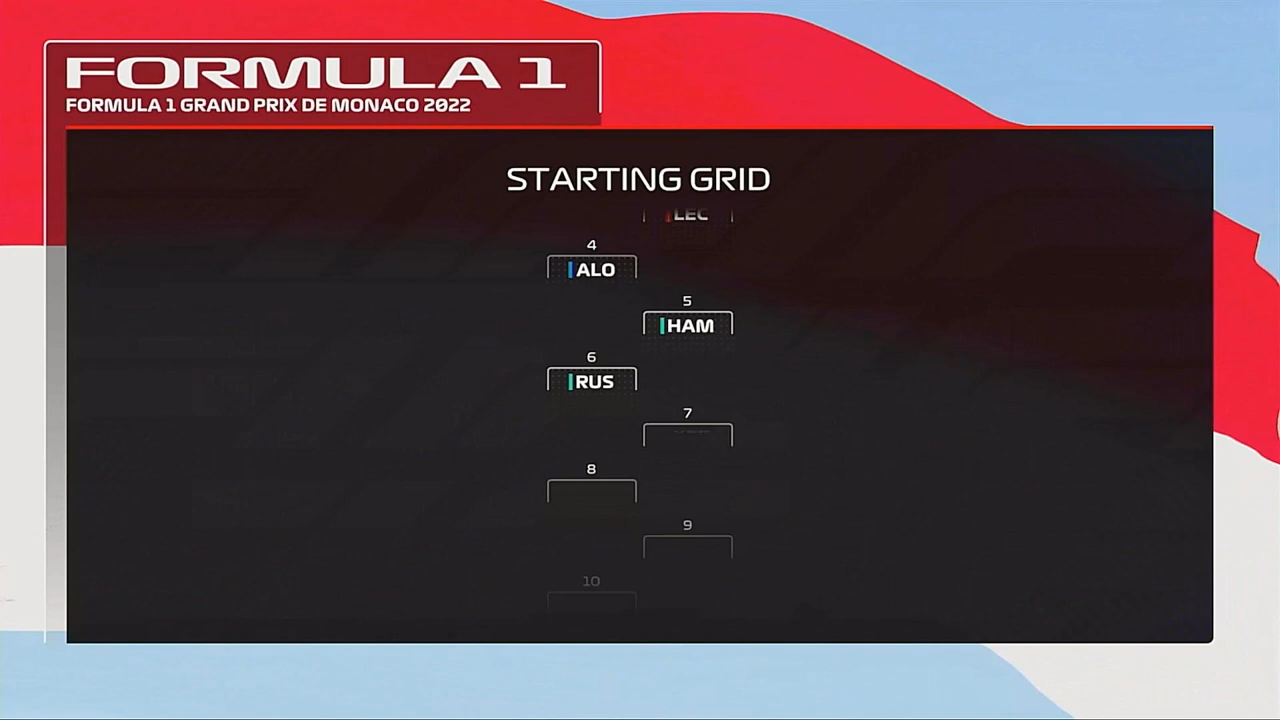 FORMULA 1
FORMULA 1 GRAND PRIX DE MONACO 2022
STARTING GRID
LEC
4
ALO
5
HAM
6
RUS
7
8
9
10